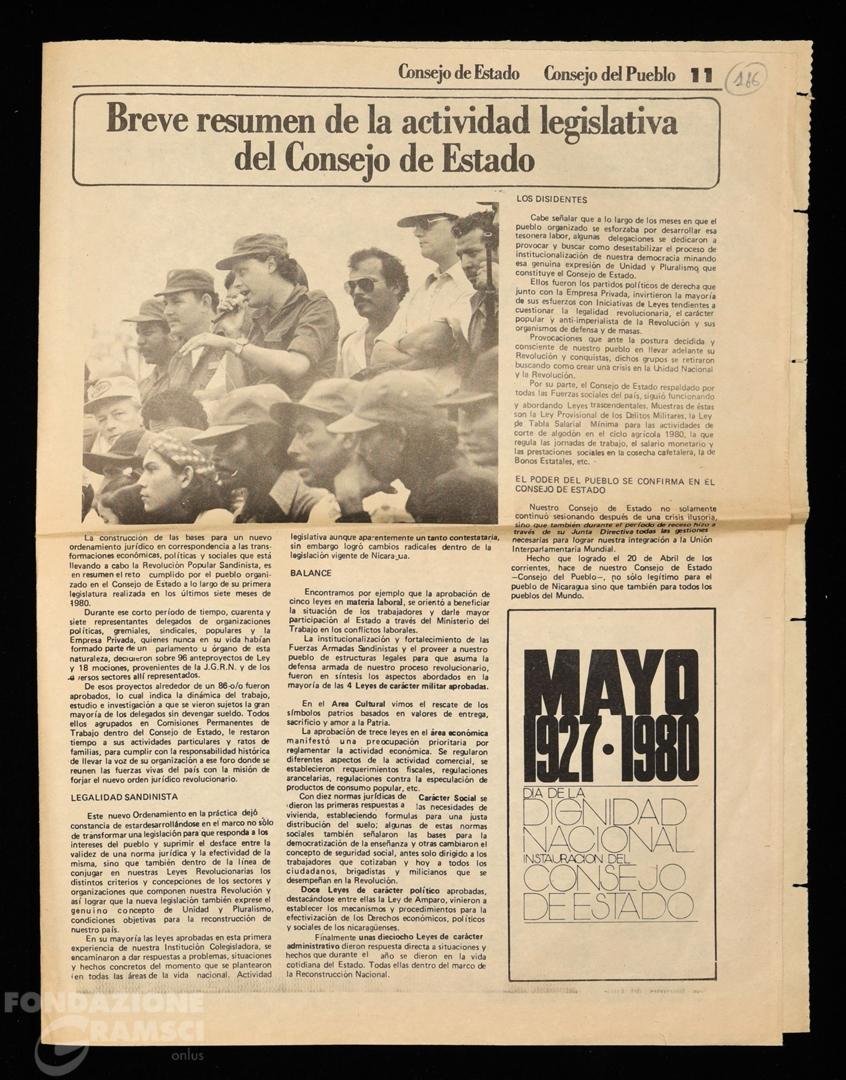 Consejo de Estado Consejo del Pueblo 11
186
Breve resumen de la actividad legislativa
del Consejo de Estado
La construcción de las bases para un nuevo
ordenamiento jurídico en correspondencia a las trans-
formaciones económicas, políticas y sociales que está
llevando a cabo la Revolución Popular Sandinista, es
en resumen el reto cumplido por el pueblo organi-
zado en el Consejo de Estado a lo largo de su primera
legislatura realizada en los últimos siete meses de
1980.
Durante ese corto período de tiempo, cuarenta y
siete representantes delegados de organizaciones
políticas, gremiales, sindicales, populares y la
Empresa Privada, quienes nunca en su vida habían
formado parte de un parlamento u órgano de esta
naturaleza, decidieron sobre 96 anteproyectos de Ley
y 18 mociones, provenientes de la J.G.R.N. y de los
versos sectores allí representados.
De esos proyectos alrededor de un 86-o/o fueron
aprobados, lo cual indica la dinámica del trabajo,
estudio e investigación a que se vieron sujetos la gran
mayoría de los delegados sin devengar sueldo. Todos
ellos agrupados en Comisiones Permanentes de
Trabajo dentro del Consejo de Estado, le restaron
tiempo a sus actividades particulares y ratos de
familias, para cumplir con la responsabilidad histórica
de llevar la voz de su organización a ese foro donde se
reunen las fuerzas vivas del país con la misión de
forjar el nuevo orden jurídico revolucionario.
LEGALIDAD SANDINISTA
Este nuevo Ordenamiento en la práctica dejó
constancia de estardesarrollándose en el marco no sólo
de transformar una legislación para que responda a los
intereses del pueblo y suprimir el desface entre la
validez de una norma jurídica y la efectividad de la
misma, sino que también dentro de la línea de
conjugar en nuestras Leyes Revolucionarias los
distintos criterios y concepciones de los sectores y
organizaciones que componen nuestra Revolución y
así lograr que la nueva legislación también exprese el
genuino concepto de Unidad y Pluralismo,
condiciones objetivas para la reconstrucción de
nuestro país.
En su mayoría las leyes aprobadas en esta primera
experiencia de nuestra Institución Colegisladora, se
encaminaron a dar respuestas a problemas, situaciones
y hechos concretos del momento que se plantearon
en todas las áreas de la vida nacional. Actividad
legislativa aunque aparentemente un tanto contestataria,
sin embargo logró cambios radicales dentro de la
legislación vigente de Nicaragua.
BALANCE
Encontramos por ejemplo que la aprobación de
cinco leyes en materia laboral, se orientó a beneficiar
la situación de los trabajadores y darle mayor
participación al Estado a través del Ministerio del
Trabajo en los conflictos laborales.
La institucionalización y fortalecimiento de las
Fuerzas Armadas Sandinistas y el proveer a nuestro
pueblo de estructuras legales para que asuma la
defensa armada de nuestro proceso revolucionario,
fueron en síntesis los aspectos abordados en la
mayoría de las 4 Leyes de carácter militar aprobadas.
En el Area Cultural vimos el rescate de los
símbolos patrios basados en valores de entrega,
sacrificio y amor a la Patria.
La aprobación de trece leyes en el área económica
manifestó una preocupación prioritaria por
reglamentar la actividad económica. Se regularon
diferentes aspectos de la actividad comercial, se
establecieron requerimientos fiscales, regulaciones
arancelarias, regulaciones contra la especulación de
productos de consumo popular, etc.
Con diez normas jurídicas de Carácter Social se
dieron las primeras respuestas a las necesidades de
vivienda, estableciendo formulas para una justa
distribución del suelo; algunas de estas normas
sociales también señalaron las bases para la
democratización de la enseñanza y otras cambiaron el
concepto de seguridad social, antes solo dirigido a los
trabajadores que cotizaban y hoy a todos los
ciudadanos, brigadistas y milicianos que se
desempeñan en la Revolución.
Doce Leyes de carácter político aprobadas,
destacándose entre ellas la Ley de Amparo, vinieron a
establecer los mecanismos y procedimientos para la
efectivización de los Derechos económicos, políticos
y sociales de los nicaragüenses.
Finalmente unas dieciocho Leyes de carácter
administrativo dieron respuesta directa a situaciones y
hechos que durante el año se dieron en la vida
cotidiana del Estado. Todas ellas dentro del marco de
la Reconstrucción Nacional.
LOS DISIDENTES
Cabe señalar que a lo largo de los meses en que el
pueblo organizado se esforzaba por desarrollar esa
tesonera labor, algunas delegaciones se dedicaron a
provocar y buscar como desestabilizar el proceso de
institucionalización de nuestra democracia minando
esa genuina expresión de Unidad y Pluralismo que
constituye el Consejo de Estado.
Ellos fueron los partidos políticos de derecha que
junto con la Empresa Privada, invirtieron la mayoría
de sus esfuerzos con Iniciativas de Leyes tendientes a
cuestionar la legalidad revolucionaria, el carácter
popular y anti-imperialista de la Revolución y sus
organismos de defensa y de masas.
Provocaciones que ante la postura decidida y
consciente de nuestro pueblo en llevar adelante su
Revolución y conquistas, dichos grupos se retiraron
buscando como crear una crisis en la Unidad Nacional
y la Revolución.
Por su parte, el Consejo de Estado respaldado por
todas las Fuerzas sociales del país, siguió funcionando
y abordando Leyes trascendentales. Muestras de éstas
son la Ley Provisional de los Delitos Militares, la Ley
de Tabla Salarial Mínima para las actividades de
corte de algodón en el ciclo agrícola 1980, la que
regula las jornadas de trabajo, el salario monetario y
las prestaciones sociales en la cosecha cafetalera, la de
Bonos Estatales, etc.
EL PODER DEL PUEBLO SE CONFIRMA EN EL
CONSEJO DE ESTADO
Nuestro Consejo de Estado no solamente
continuó sesionando después de una crisis ilusoria,
sino que también durante el período de receso hizo a
través de su Junta Directiva todas las gestiones
necesarias para lograr nuestra integración a la Unión
Interparlamentaria Mundial.
Hecho que logrado el 20 de Abril de los
corrientes, hace de nuestro Consejo de Estado
—Consejo del Pueblo—, no sólo legítimo para el
pueblo de Nicaragua sino que también para todos los
pueblos del Mundo.
MAYO
1927·1980
DIA DE LA
DIGNIDAD
NACIONAL
INSTAURACION DEL
CONSEJO
DE ESTADO
FONDAZIONE
GRAMSCI
onlus